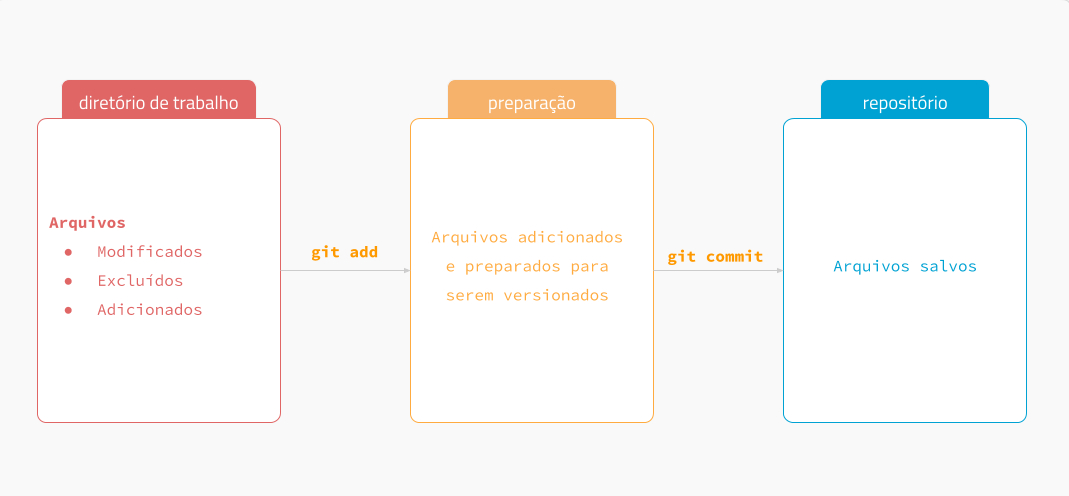 diretório de trabalho
Arquivos
● Modificados
● Excluídos
● Adicionados
git add
preparação
Arquivos adicionados
e preparados para
serem versionados
git commit
repositório
Arquivos salvos